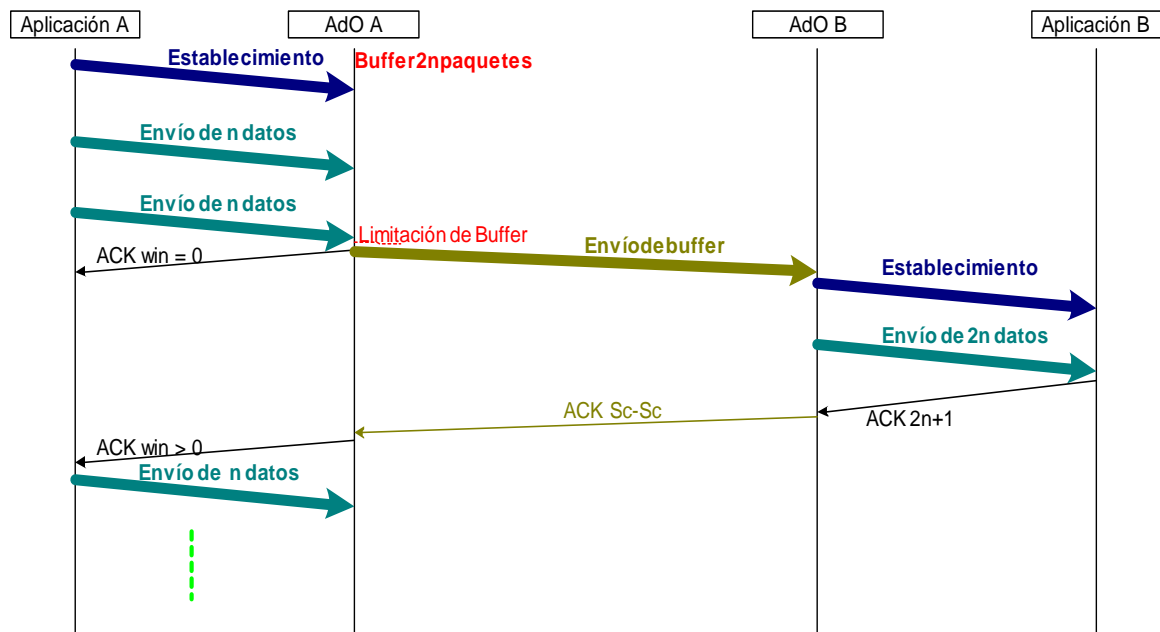 Aplicación A
AdO A
AdO B
Aplicación B
Establecimiento
Buffer2npaquetes
Envío de n datos
Envío de n datos
Limitación de Buffer
ACK win = 0
Envíodebuffer
Establecimiento
Envío de 2n datos
ACK Sc-Sc
ACK 2n+1
ACK win > 0
Envío de n datos